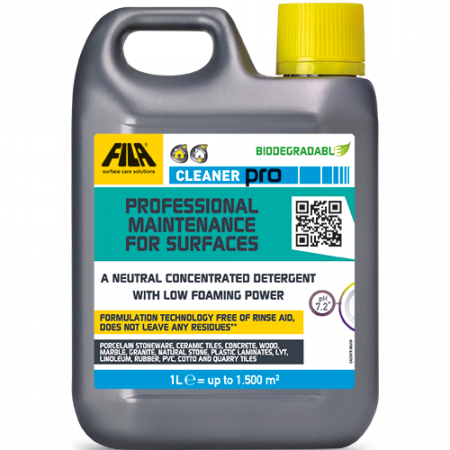 FILA
surface care solutions
BIODEGRADABLE
CLEANER pro
PROFESSIONAL
MAINTENANCE
FOR SURFACES
A NEUTRAL CONCENTRATED DETERGENT
WITH LOW FOAMING POWER
pH
7.2*
FORMULATION TECHNOLOGY FREE OF RINSE AID,
DOES NOT LEAVE ANY RESIDUES**
PORCELAIN STONEWARE, CERAMIC TILES, CONCRETE, WOOD,
MARBLE, GRANITE, NATURAL STONE, PLASTIC LAMINATES, LVT,
LINOLEUM, RUBBER, PVC, COTTO AND QUARRY TILES
1L e = up to 1.500 m²